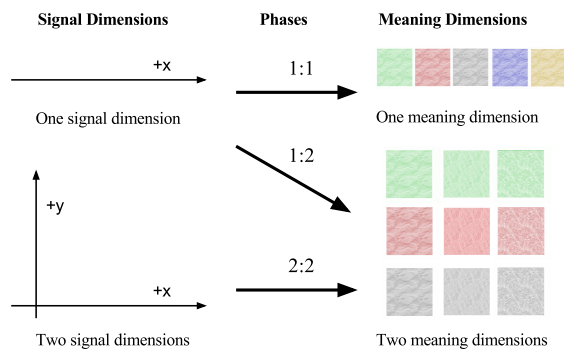 Signal Dimensions
Phases
Meaning Dimensions
+x
1:1
One signal dimension
One meaning dimension
1:2
+y
2:2
+x
Two signal dimensions
Two meaning dimensions